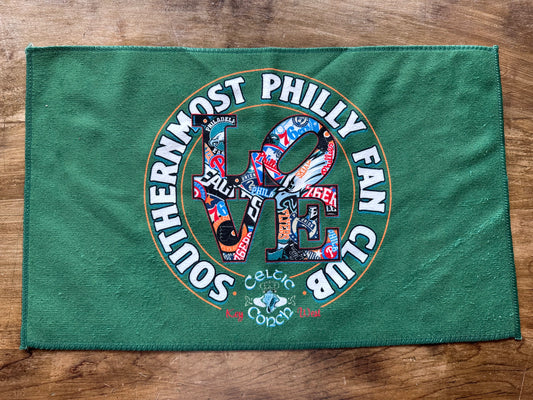 SOUTHERNMOST PHILLY FAN CLUB
LOVE
Celtic
Key West
Conch